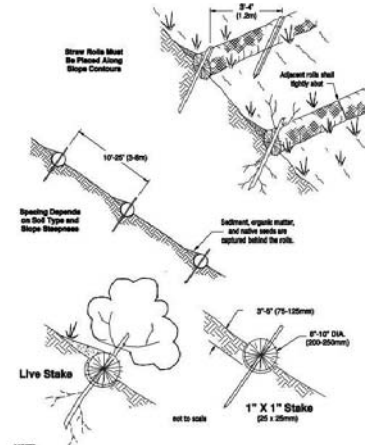 3'-4"
(1.2m)
Straw Rolls Must
Be Placed Along
Slope Contours
Adjacent rolls shall
tightly abut
10'-25' (3-8m)
Spacing Depends
on Soil Type and
Slope Steepness
Sediment, organic matter,
and native seeds are
captured behind the rolls.
3"-5" (75-125mm)
8"-10" DIA.
(200-250mm)
Live Stake
not to scale
1" X 1" Stake
(25 x 25mm)